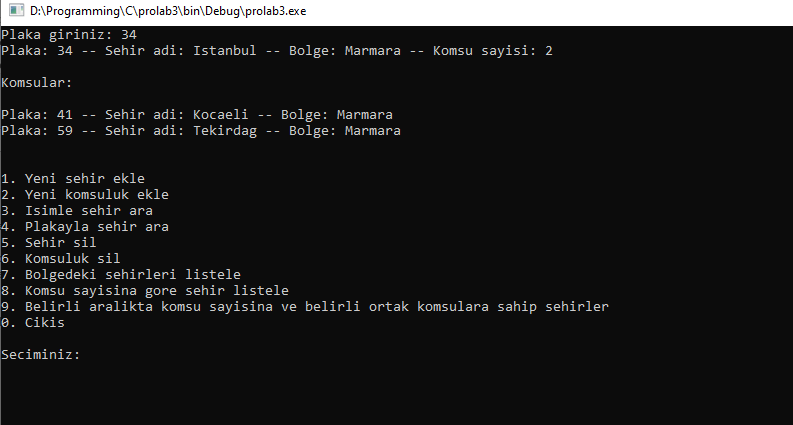 D:\Programming\C\prolab3\bin\Debug\prolab3.exe
Plaka giriniz: 34
Plaka: 34 -- Sehir adi: Istanbul -- Bolge: Marmara -- Komsu sayisi: 2
Komsular:
Plaka: 41 -- Sehir adi: Kocaeli -- Bolge: Marmara
Plaka: 59 -- Sehir adi: Tekirdag -- Bolge: Marmara
1. Yeni sehir ekle
2. Yeni komsuluk ekle
3. Isimle sehir ara
4. Plakayla sehir ara
5. Sehir sil
6. Komsuluk sil
7. Bolgedeki sehirleri listele
8. Komsu sayisina gore sehir listele
9. Belirli aralikta komsu sayisina ve belirli ortak komsulara sahip sehirler
0. Cikis
Seciminiz: